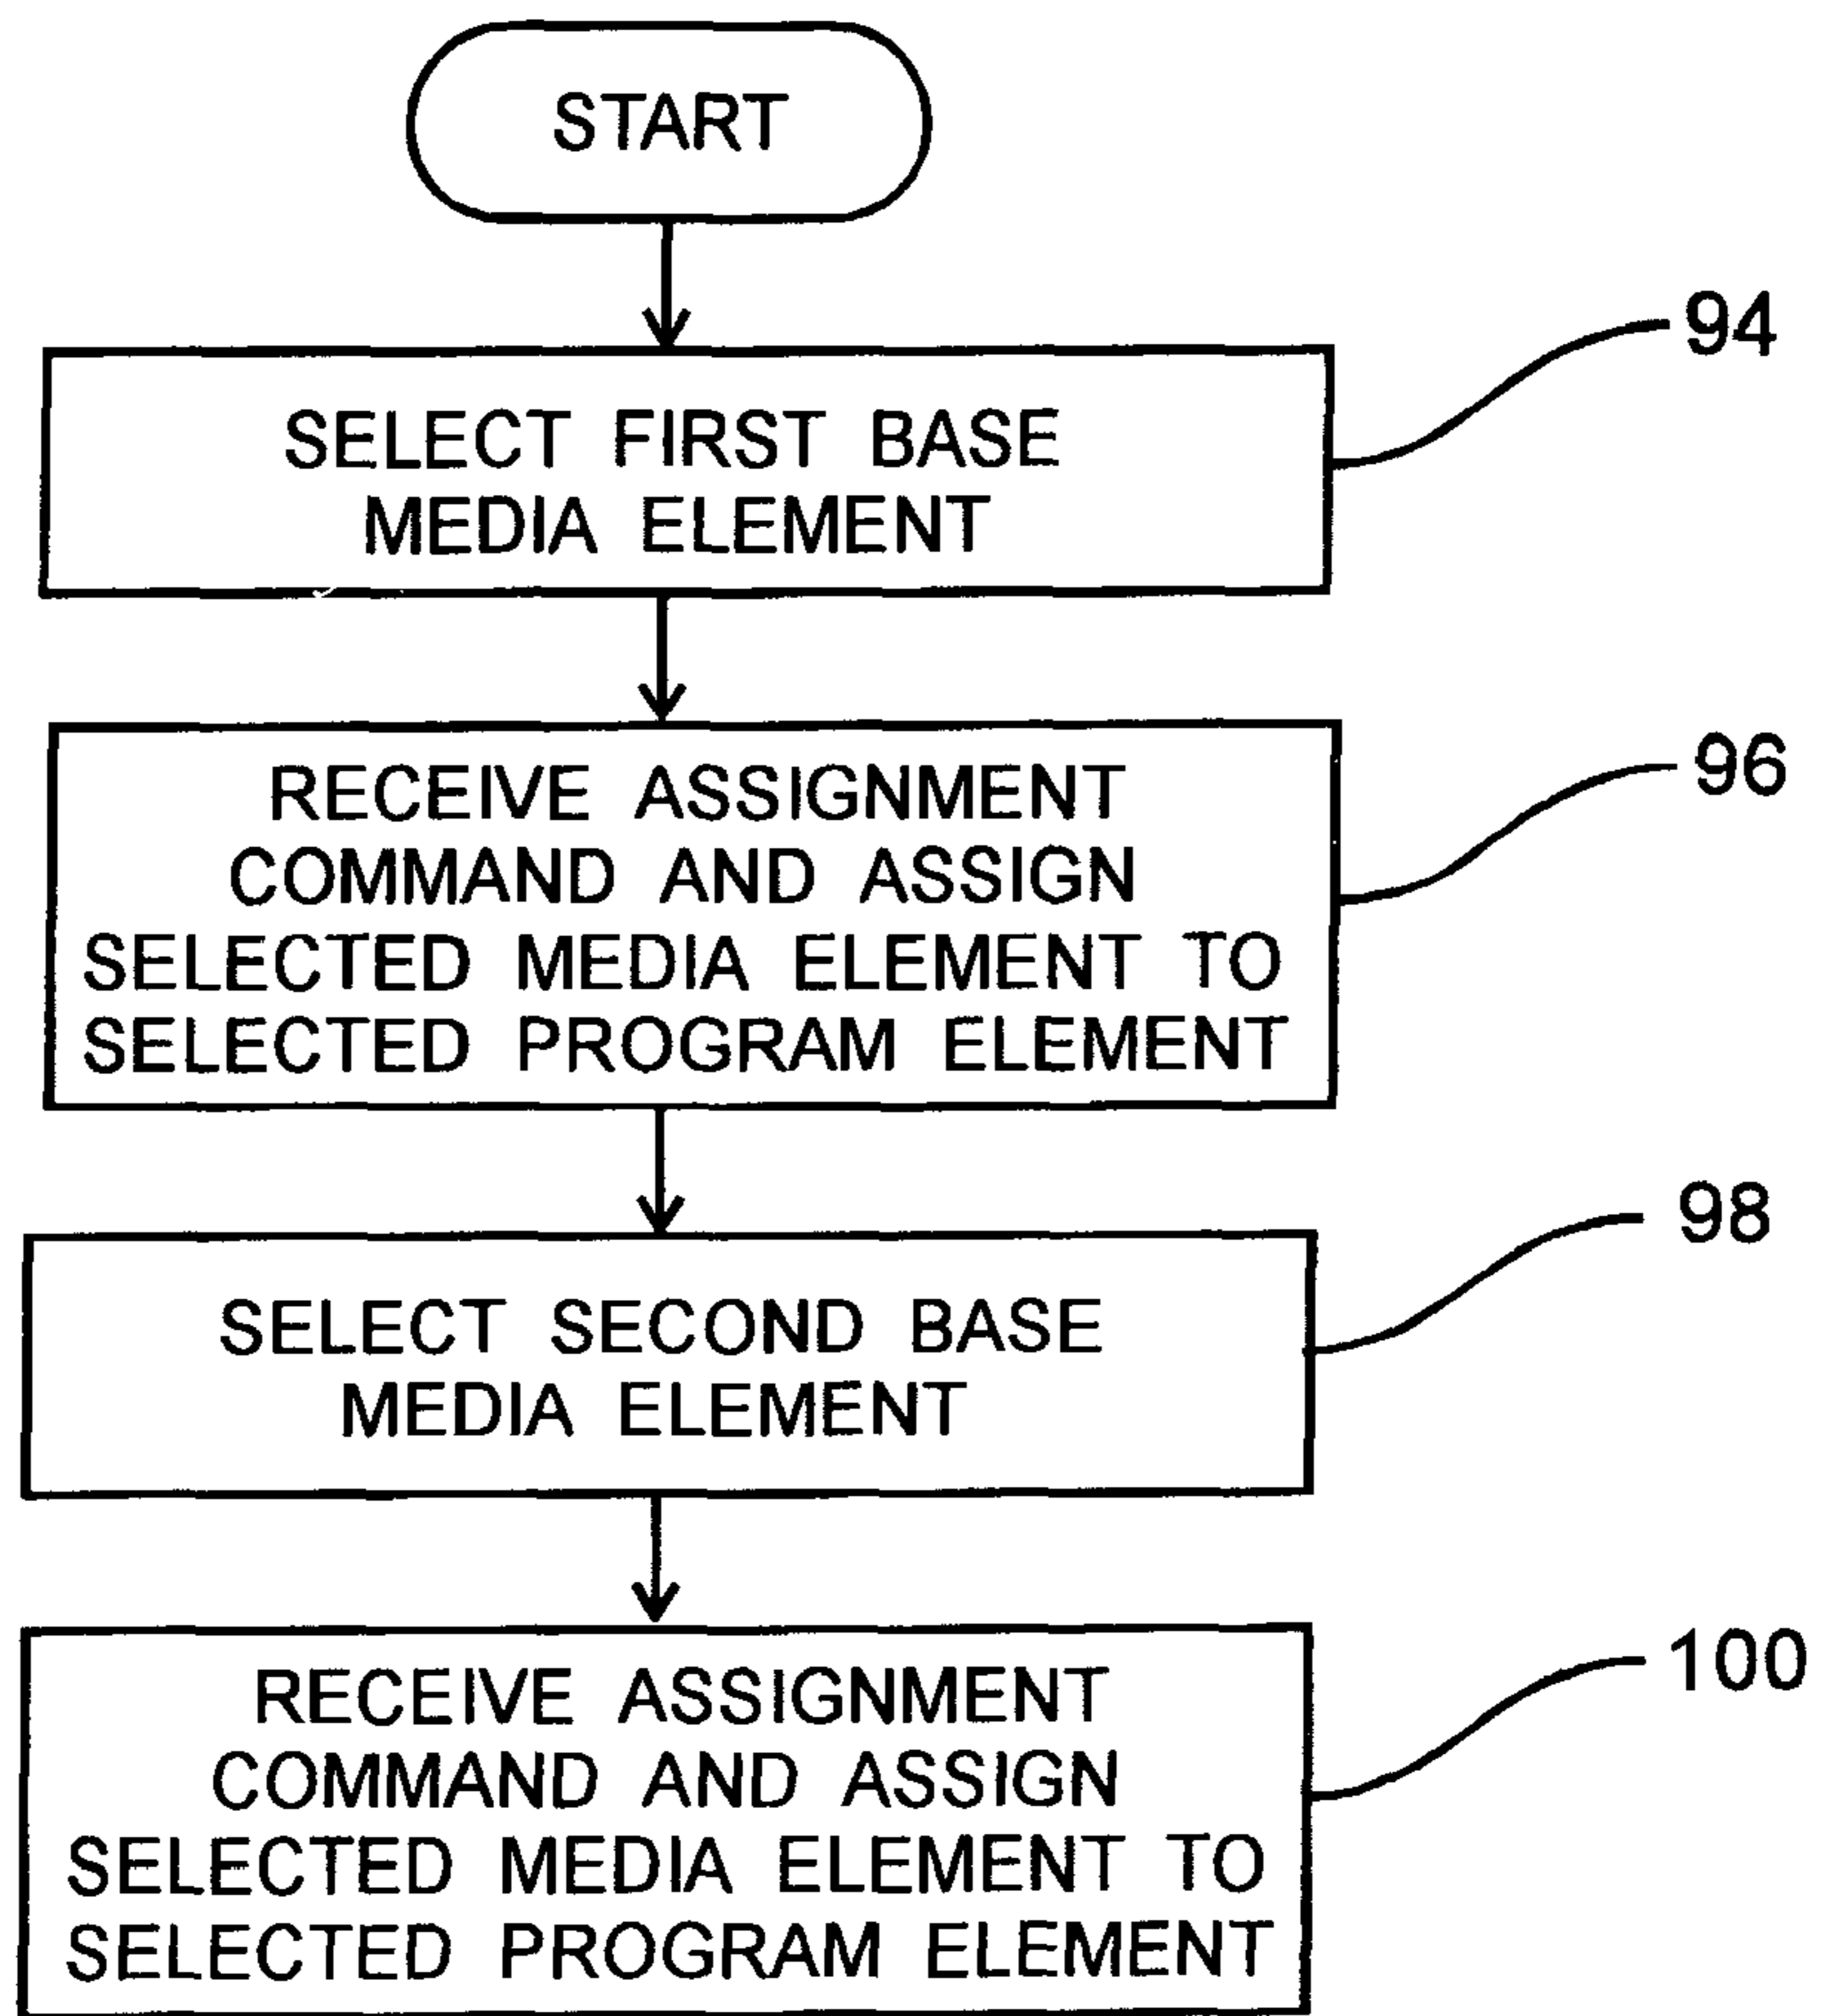 START
94
SELECT FIRST BASE
MEDIA ELEMENT
96
RECEIVE ASSIGNMENT
COMMAND AND ASSIGN
SELECTED MEDIA ELEMENT TO
SELECTED PROGRAM ELEMENT
98
SELECT SECOND BASE
MEDIA ELEMENT
100
RECEIVE ASSIGNMENT
COMMAND AND ASSIGN
SELECTED MEDIA ELEMENT TO
SELECTED PROGRAM ELEMENT